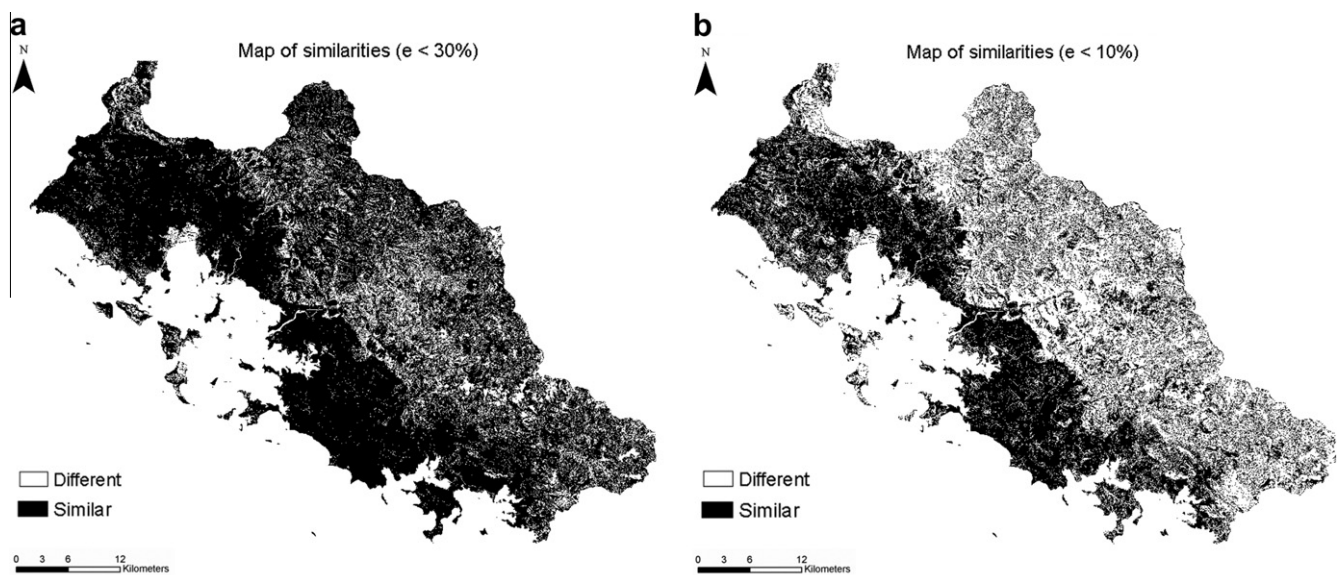 a
Map of similarities (e < 30%)
N
Different
Similar
0 3 6 12
Kilometers
b
Map of similarities (e < 10%)
N
Different
Similar
0 3 6 12
Kilometers